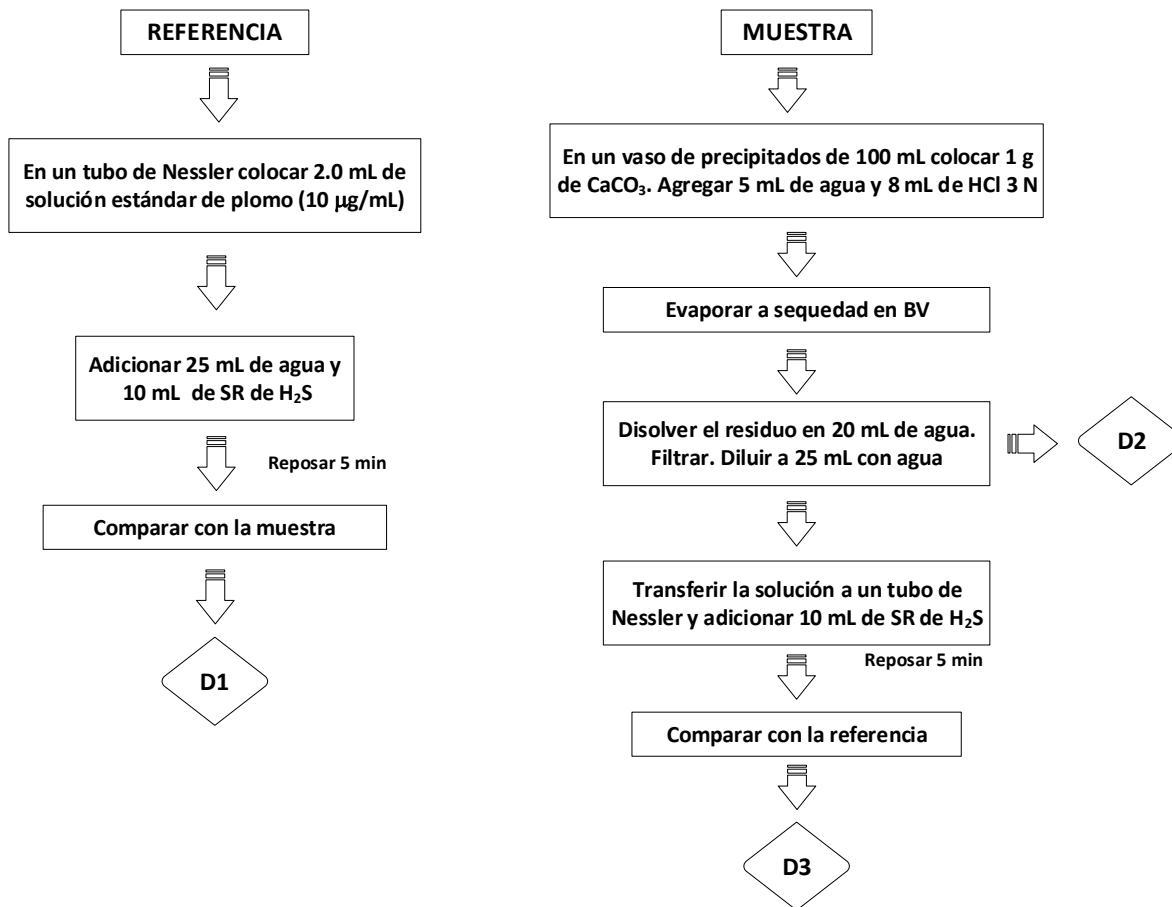 REFERENCIA
En un tubo de Nessler colocar 2.0 mL de
solución estándar de plomo (10 µg/mL)
Adicionar 25 mL de agua y
10 mL de SR de H₂S
Reposar 5 min
Comparar con la muestra
D1
MUESTRA
En un vaso de precipitados de 100 mL colocar 1 g
de CaCO₃. Agregar 5 mL de agua y 8 mL de HCl 3 N
Evaporar a sequedad en BV
Disolver el residuo en 20 mL de agua.
Filtrar. Diluir a 25 mL con agua
D2
Transferir la solución a un tubo de
Nessler y adicionar 10 mL de SR de H₂S
Reposar 5 min
Comparar con la referencia
D3